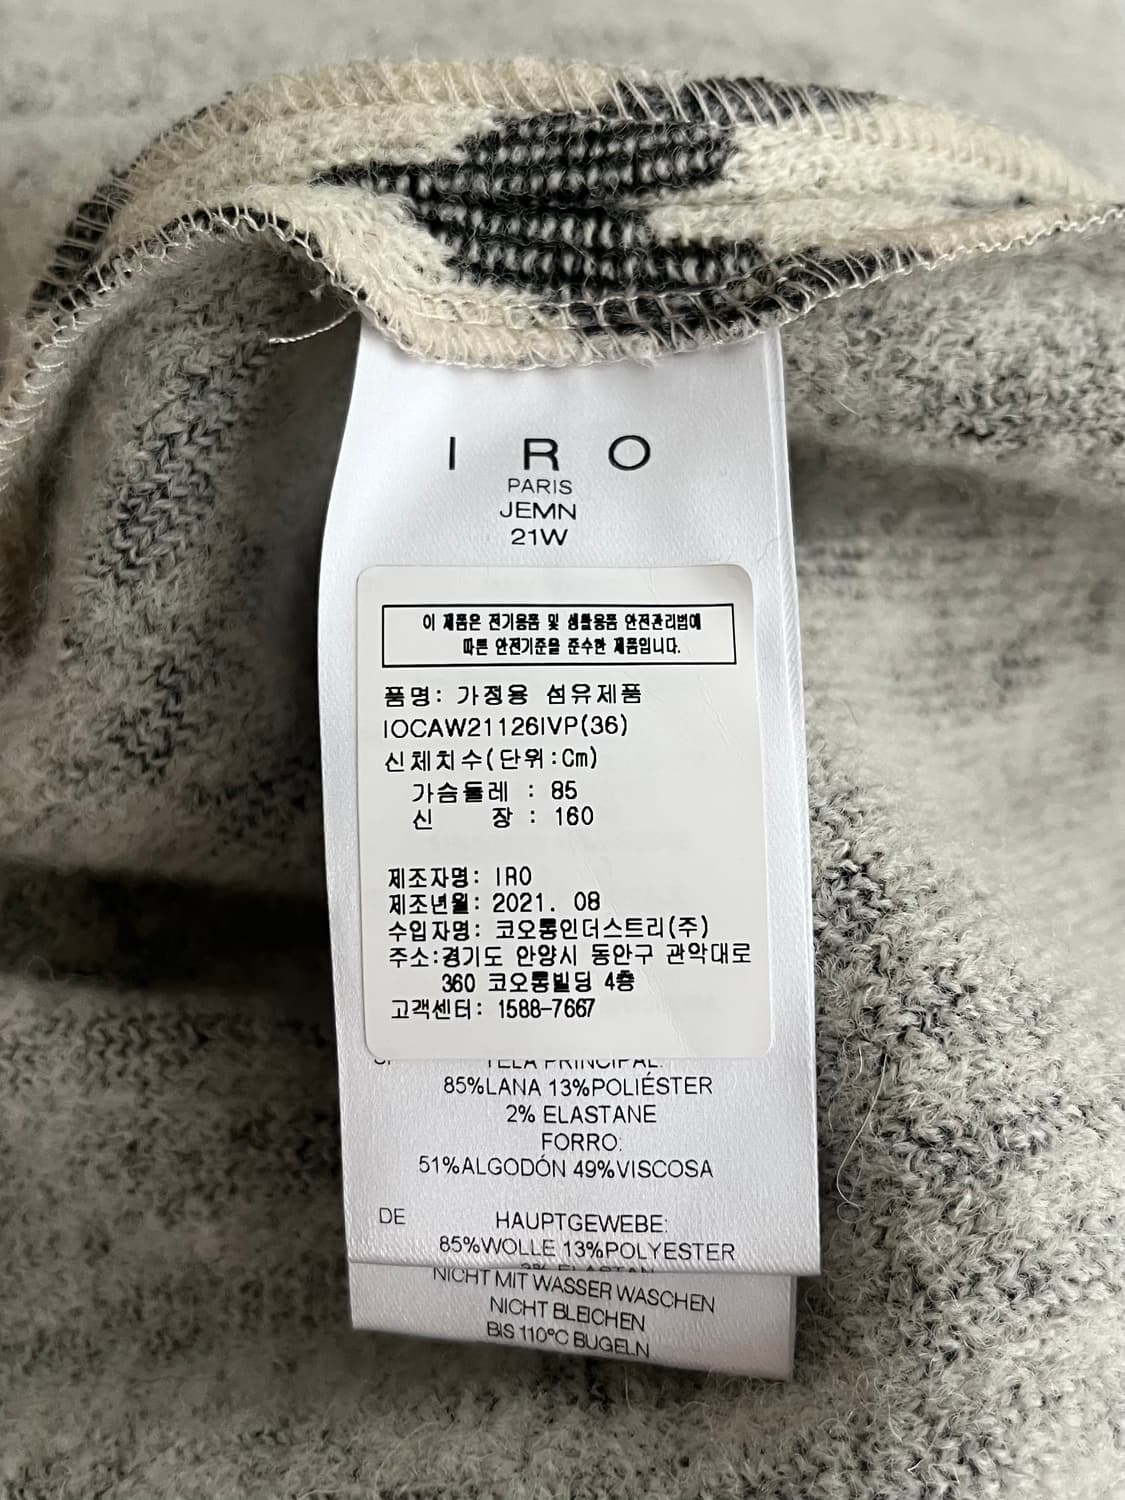 I R O
PARIS
JEMN
21W
이 제품은 전기용품 및 생활용품 안전관리법에
따른 안전기준을 준수한 제품입니다.
품명: 가정용 섬유제품
IOCAW21126IVP(36)
신체치수(단위:Cm)
가슴둘레 : 85
신 장 : 160
제조자명: IRO
제조년월: 2021. 08
수입자명: 코오롱인더스트리(주)
주소:경기도 안양시 동안구 관악대로
360 코오롱빌딩 4층
고객센터: 1588-7667
TELA PRINCIPAL:
85%LANA 13%POLIÉSTER
2% ELASTANE
FORRO:
51%ALGODÓN 49%VISCOSA
DE HAUPTGEWEBE:
85%WOLLE 13%POLYESTER
2% ELASTAN
NICHT MIT WASSER WASCHEN
NICHT BLEICHEN
BIS 110°C BUGELN